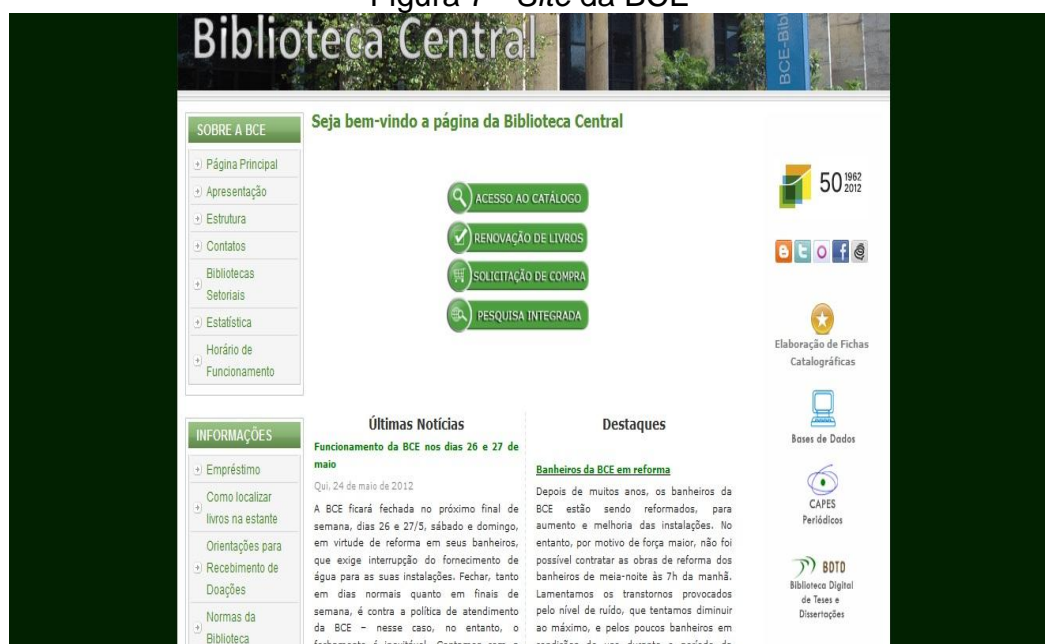 Figura 7 - Site da BCE
Biblioteca Central
BCE-Bibl
SOBRE A BCE
Página Principal
Apresentação
Estrutura
Contatos
Bibliotecas
Setoriais
Estatística
Horário de
Funcionamento
INFORMAÇÕES
Empréstimo
Como localizar
livros na estante
Orientações para
Recebimento de
Doações
Normas da
Biblioteca
Seja bem-vindo a página da Biblioteca Central
ACESSO AO CATÁLOGO
RENOVAÇÃO DE LIVROS
SOLICITAÇÃO DE COMPRA
PESQUISA INTEGRADA
Últimas Notícias
Funcionamento da BCE nos dias 26 e 27 de
maio
Qui, 24 de maio de 2012
A BCE ficará fechada no próximo final de
semana, dias 26 e 27/5, sábado e domingo,
em virtude de reforma em seus banheiros,
que exige interrupção do fornecimento de
água para as suas instalações. Fechar, tanto
em dias normais quanto em finais de
semana, é contra a política de atendimento
da BCE – nesse caso, no entanto, o
Destaques
Banheiros da BCE em reforma
Depois de muitos anos, os banheiros da
BCE estão sendo reformados, para
aumento e melhoria das instalações. No
entanto, por motivo de força maior, não foi
possível contratar as obras de reforma dos
banheiros de meia-noite às 7h da manhã.
Lamentamos os transtornos provocados
pelo nível de ruído, que tentamos diminuir
ao máximo, e pelos poucos banheiros em
50 1962
2012
Elaboração de Fichas
Catalográficas
Bases de Dados
CAPES
Periódicos
BDTD
Biblioteca Digital
de Teses e
Dissertações